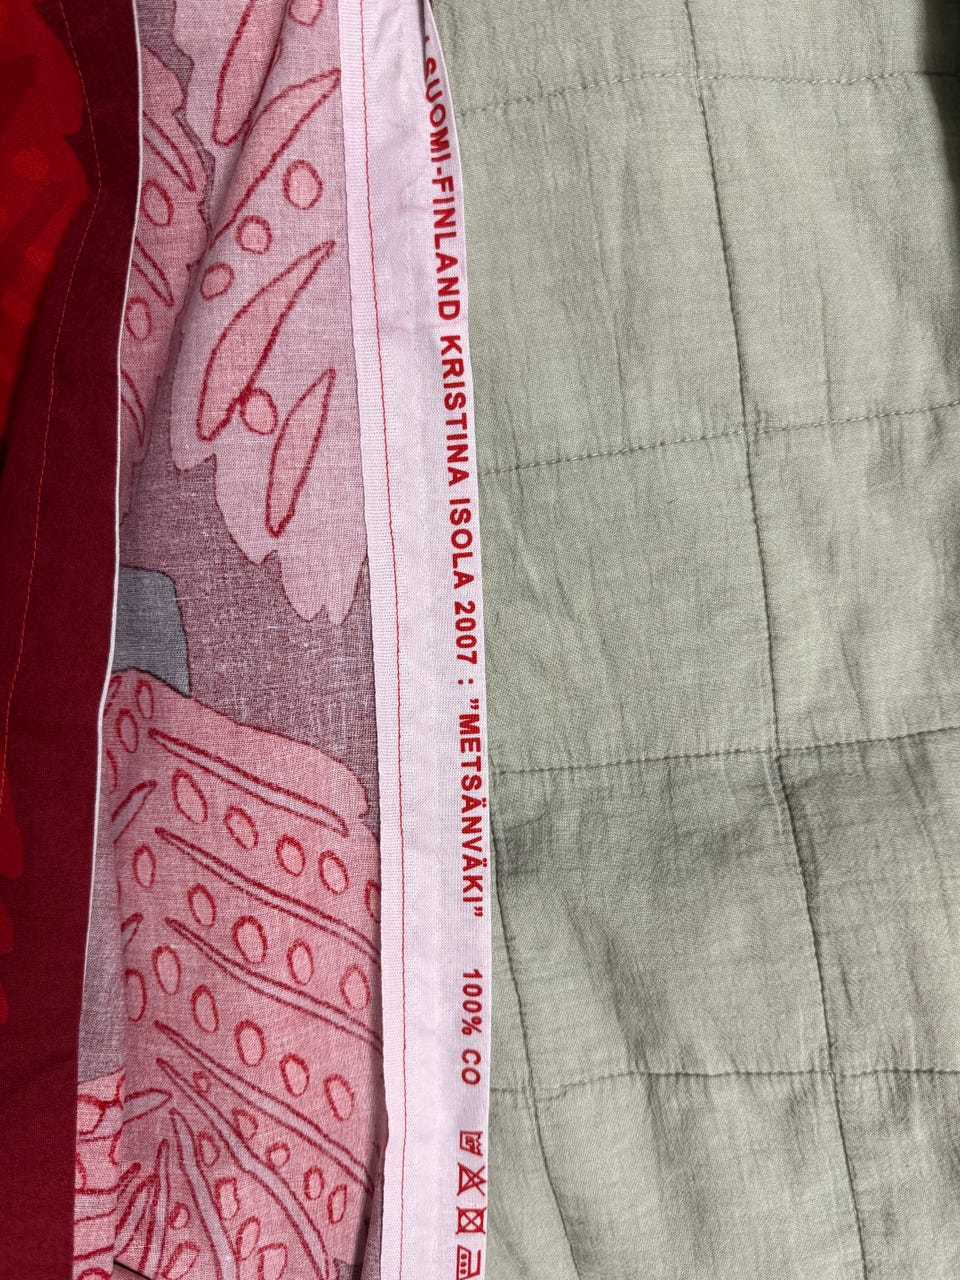 SUOMI-FINLAND KRISTINA ISOLA 2007 : ”METSÄNVÄKI” 100% CO